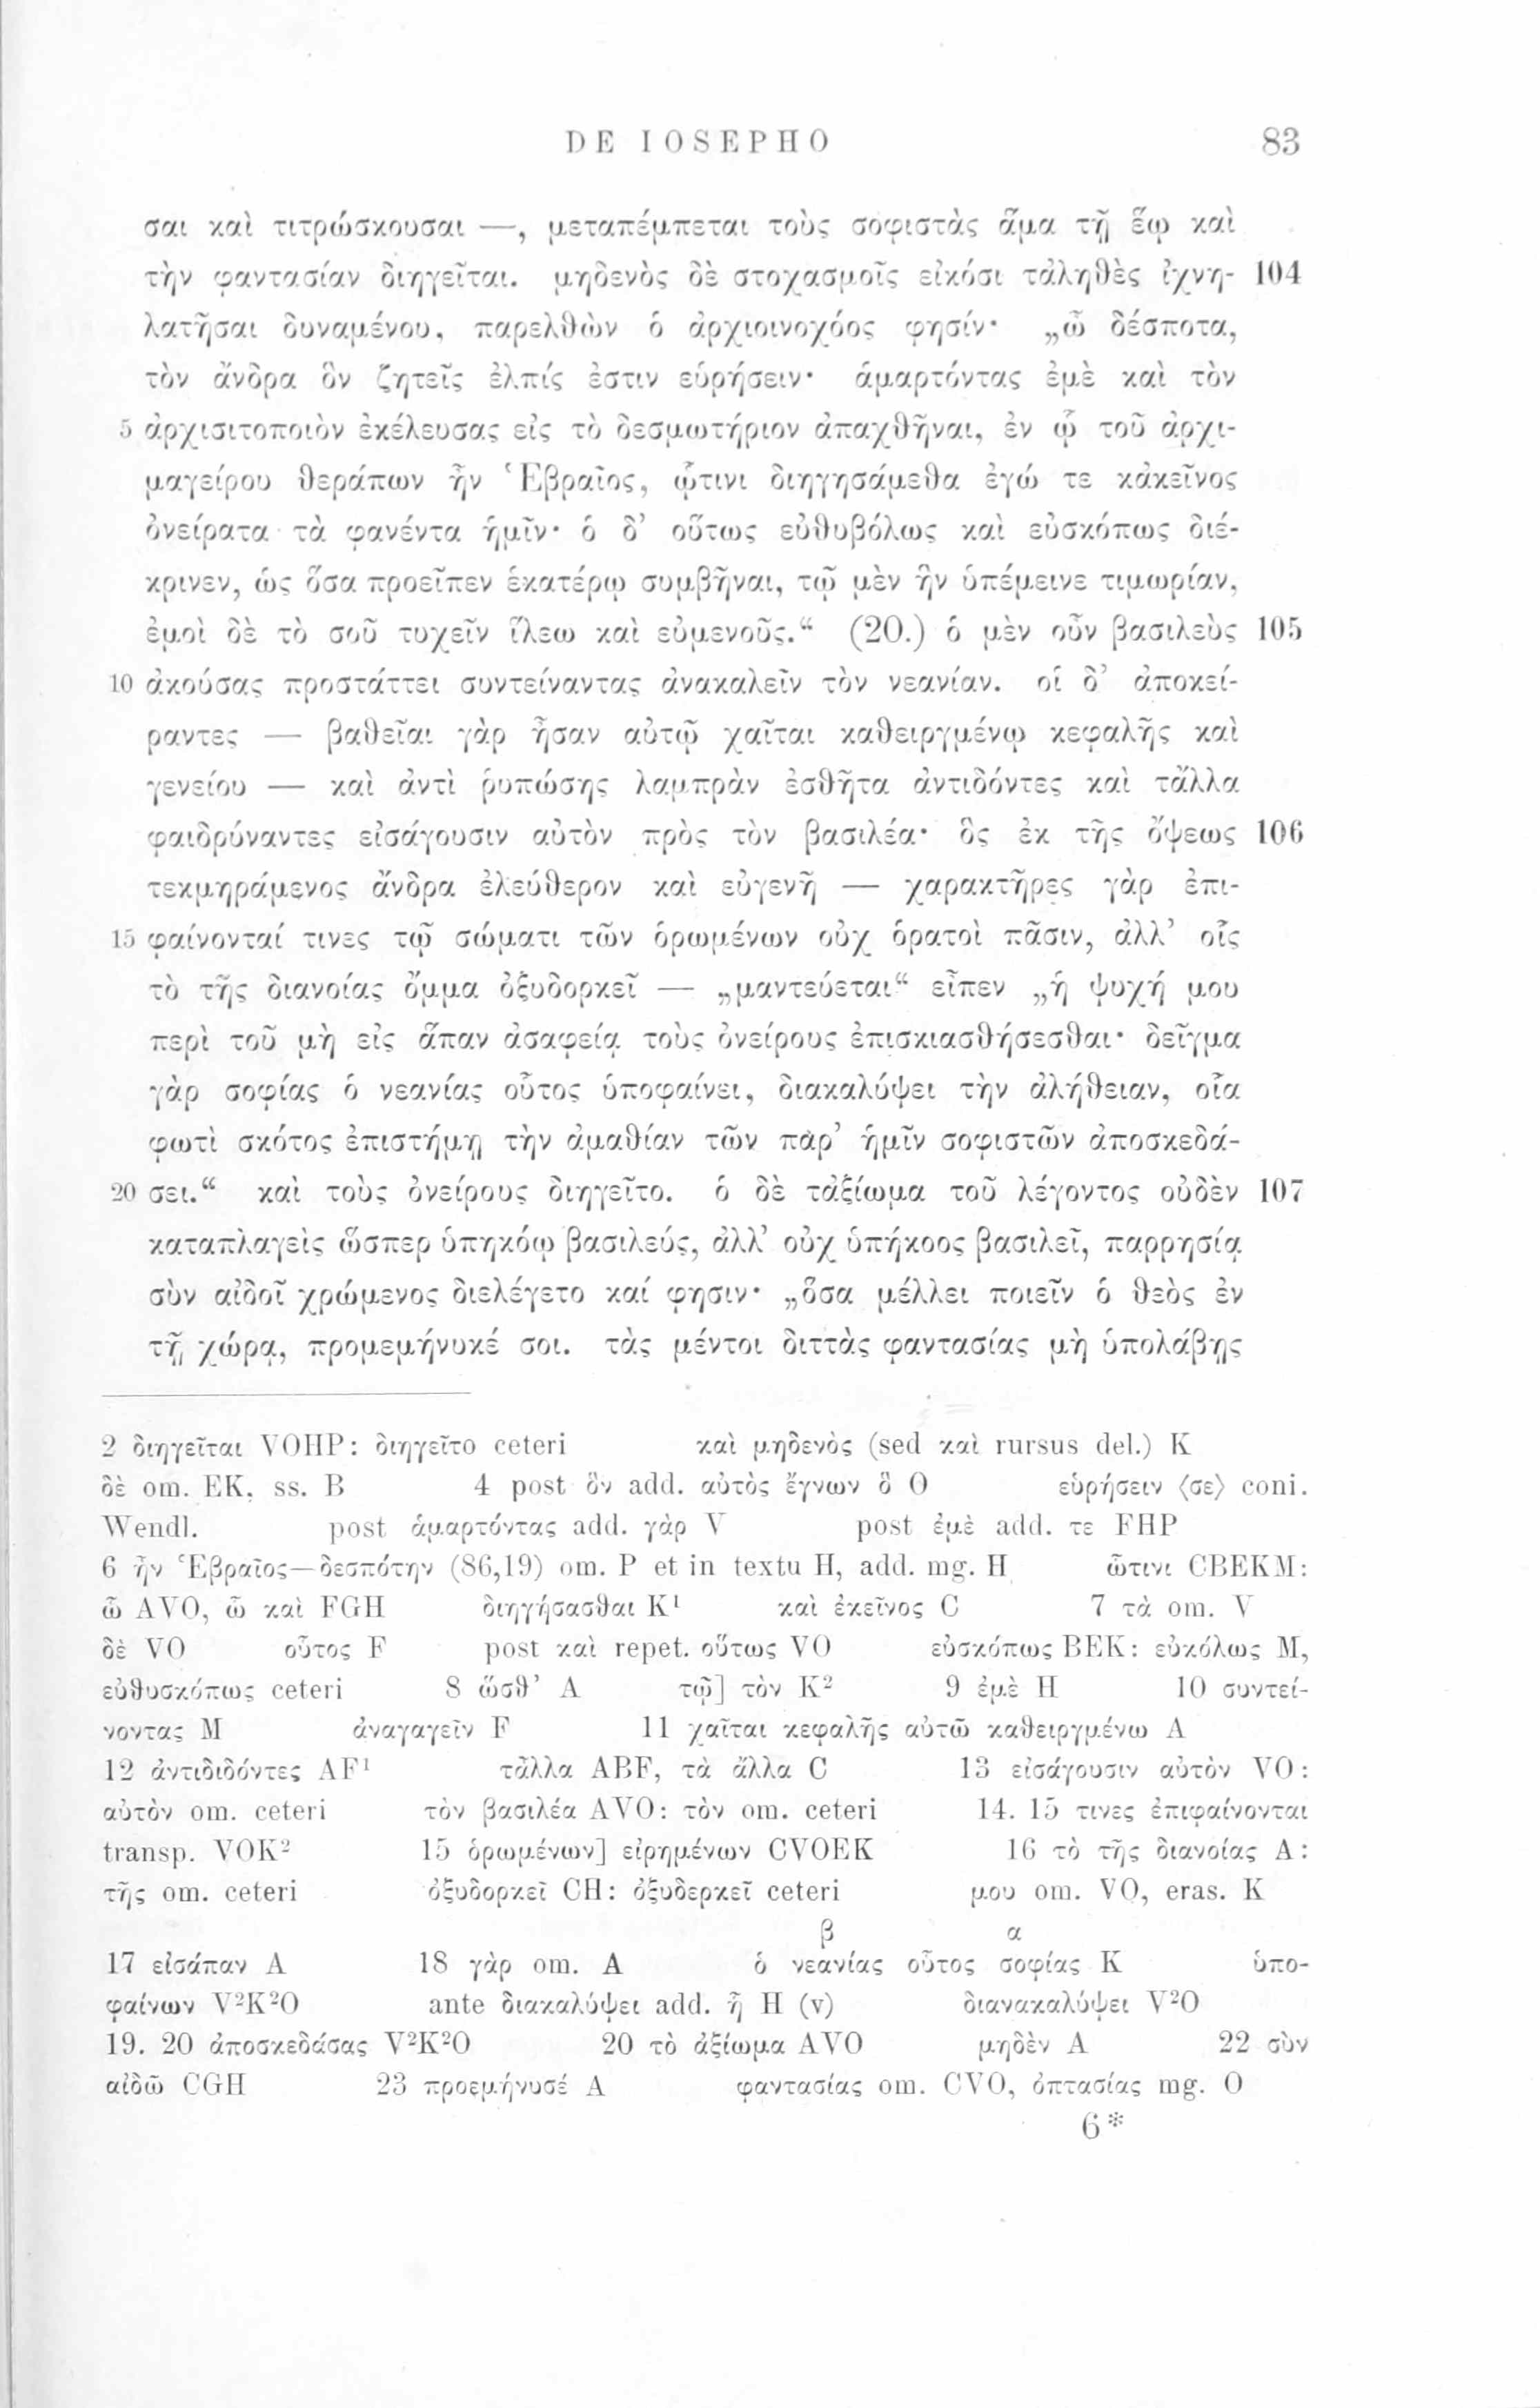 DE IOSEPHO 83
σαι καὶ τιτρώσκουσαι —, μεταπέμπεται τοὺς σοφιστὰς ἅμα τῇ ἕῳ καὶ
τὴν φαντασίαν διηγεῖται. μηδενὸς δὲ στοχασμοῖς εἰκόσι τἀληθὲς ἰχνη- 104
λατῆσαι δυναμένου, παρελθὼν ὁ ἀρχιοινοχόος φησίν· „ὦ δέσποτα,
τὸν ἄνδρα ὃν ζητεῖς ἐλπίς ἐστιν εὑρήσειν· ἁμαρτόντας ἐμὲ καὶ τὸν
5 ἀρχισιτοποιὸν ἐκέλευσας εἰς τὸ δεσμωτήριον ἀπαχθῆναι, ἐν ᾧ τοῦ ἀρχι-
μαγείρου θεράπων ἦν Ἑβραῖος, ᾧτινι διηγησάμεθα ἐγώ τε κἀκεῖνος
ὀνείρατα τὰ φανέντα ἡμῖν· ὁ δ’ οὕτως εὐθυβόλως καὶ εὐσκόπως διέ-
κρινεν, ὡς ὅσα προεῖπεν ἑκατέρῳ συμβῆναι, τῷ μὲν ἣν ὑπέμεινε τιμωρίαν,
ἐμοὶ δὲ τὸ σοῦ τυχεῖν ἵλεω καὶ εὐμενοῦς.“ (20.) ὁ μὲν οὖν βασιλεὺς 105
10 ἀκούσας προστάττει συντείναντας ἀνακαλεῖν τὸν νεανίαν. οἱ δ’ ἀποκεί-
ραντες — βαθεῖαι γὰρ ἦσαν αὐτῷ χαῖται καθειργμένῳ κεφαλῆς καὶ
γενείου — καὶ ἀντὶ ῥυπώσης λαμπρὰν ἐσθῆτα ἀντιδόντες καὶ τἄλλα
φαιδρύναντες εἰσάγουσιν αὐτὸν πρὸς τὸν βασιλέα· ὃς ἐκ τῆς ὄψεως 106
τεκμηράμενος ἄνδρα ἐλεύθερον καὶ εὐγενῆ — χαρακτῆρες γὰρ ἐπι-
15 φαίνονταί τινες τῷ σώματι τῶν ὁρωμένων οὐχ ὁρατοὶ πᾶσιν, ἀλλ’ οἷς
τὸ τῆς διανοίας ὄμμα ὀξυδορκεῖ — „μαντεύεται“ εἶπεν „ἡ ψυχή μου
περὶ τοῦ μὴ εἰς ἅπαν ἀσαφείᾳ τοὺς ὀνείρους ἐπισκιασθήσεσθαι· δεῖγμα
γὰρ σοφίας ὁ νεανίας οὗτος ὑποφαίνει, διακαλύψει τὴν ἀλήθειαν, οἷα
φωτὶ σκότος ἐπιστήμῃ τὴν ἀμαθίαν τῶν παρ’ ἡμῖν σοφιστῶν ἀποσκεδά-
20 σει.“ καὶ τοὺς ὀνείρους διηγεῖτο. ὁ δὲ τἀξίωμα τοῦ λέγοντος οὐδὲν 107
καταπλαγεὶς ὥσπερ ὑπηκόῳ βασιλεύς, ἀλλ’ οὐχ ὑπήκοος βασιλεῖ, παρρησίᾳ
σὺν αἰδοῖ χρώμενος διελέγετο καί φησιν· „ὅσα μέλλει ποιεῖν ὁ θεὸς ἐν
τῇ χώρᾳ, προμεμήνυκέ σοι. τὰς μέντοι διττὰς φαντασίας μὴ ὑπολάβῃς
2 διηγεῖται VOHP: διηγεῖτο ceteri καὶ μηδενὸς (sed καὶ rursus del.) K
δὲ om. EK, ss. B 4 post ὃν add. αὐτὸς ἔγνων ὃ O εὑρήσειν ⟨σε⟩ coni.
Wendl. post ἁμαρτόντας add. γὰρ V post ἐμὲ add. τε FHP
6 ἦν Ἑβραῖος—δεσπότην (86,19) om. P et in textu H, add. mg. H ὧτινι CBEKM:
ὦ AVO, ὦ καὶ FGH διηγήσασθαι K¹ καὶ ἐκεῖνος C 7 τὰ om. V
δὲ VO οὗτος F post καὶ repet. οὕτως VO εὐσκόπως BEK: εὐκόλως M,
εὐθυσκόπως ceteri 8 ὥσθ’ A τῷ] τὸν K² 9 ἐμὲ H 10 συντεί-
νοντας M ἀναγαγεῖν F 11 χαῖται κεφαλῆς αὐτῶ καθειργμένω A
12 ἀντιδιδόντες AF¹ τἆλλα ABF, τὰ ἄλλα C 13 εἰσάγουσιν αὐτὸν VO:
αὐτὸν om. ceteri τὸν βασιλέα AVO: τὸν om. ceteri 14. 15 τινες ἐπιφαίνονται
transp. VOK² 15 ὁρωμένων] εἰρημένων CVOEK 16 τὸ τῆς διανοίας A:
τῆς om. ceteri ὀξυδορκεῖ CH: ὀξυδερκεῖ ceteri μου om. VO, eras. K
β α
17 εἰσάπαν A 18 γὰρ om. A ὁ νεανίας οὗτος σοφίας K ὑπο-
φαίνων V²K²O ante διακαλύψει add. ἢ H (v) διανακαλύψει V²O
19. 20 ἀποσκεδάσας V²K²O 20 τὸ ἀξίωμα AVO μηδὲν A 22 σὺν
αἰδῶ CGH 23 προεμήνυσέ A φαντασίας om. CVO, ὀπτασίας mg. O
6*